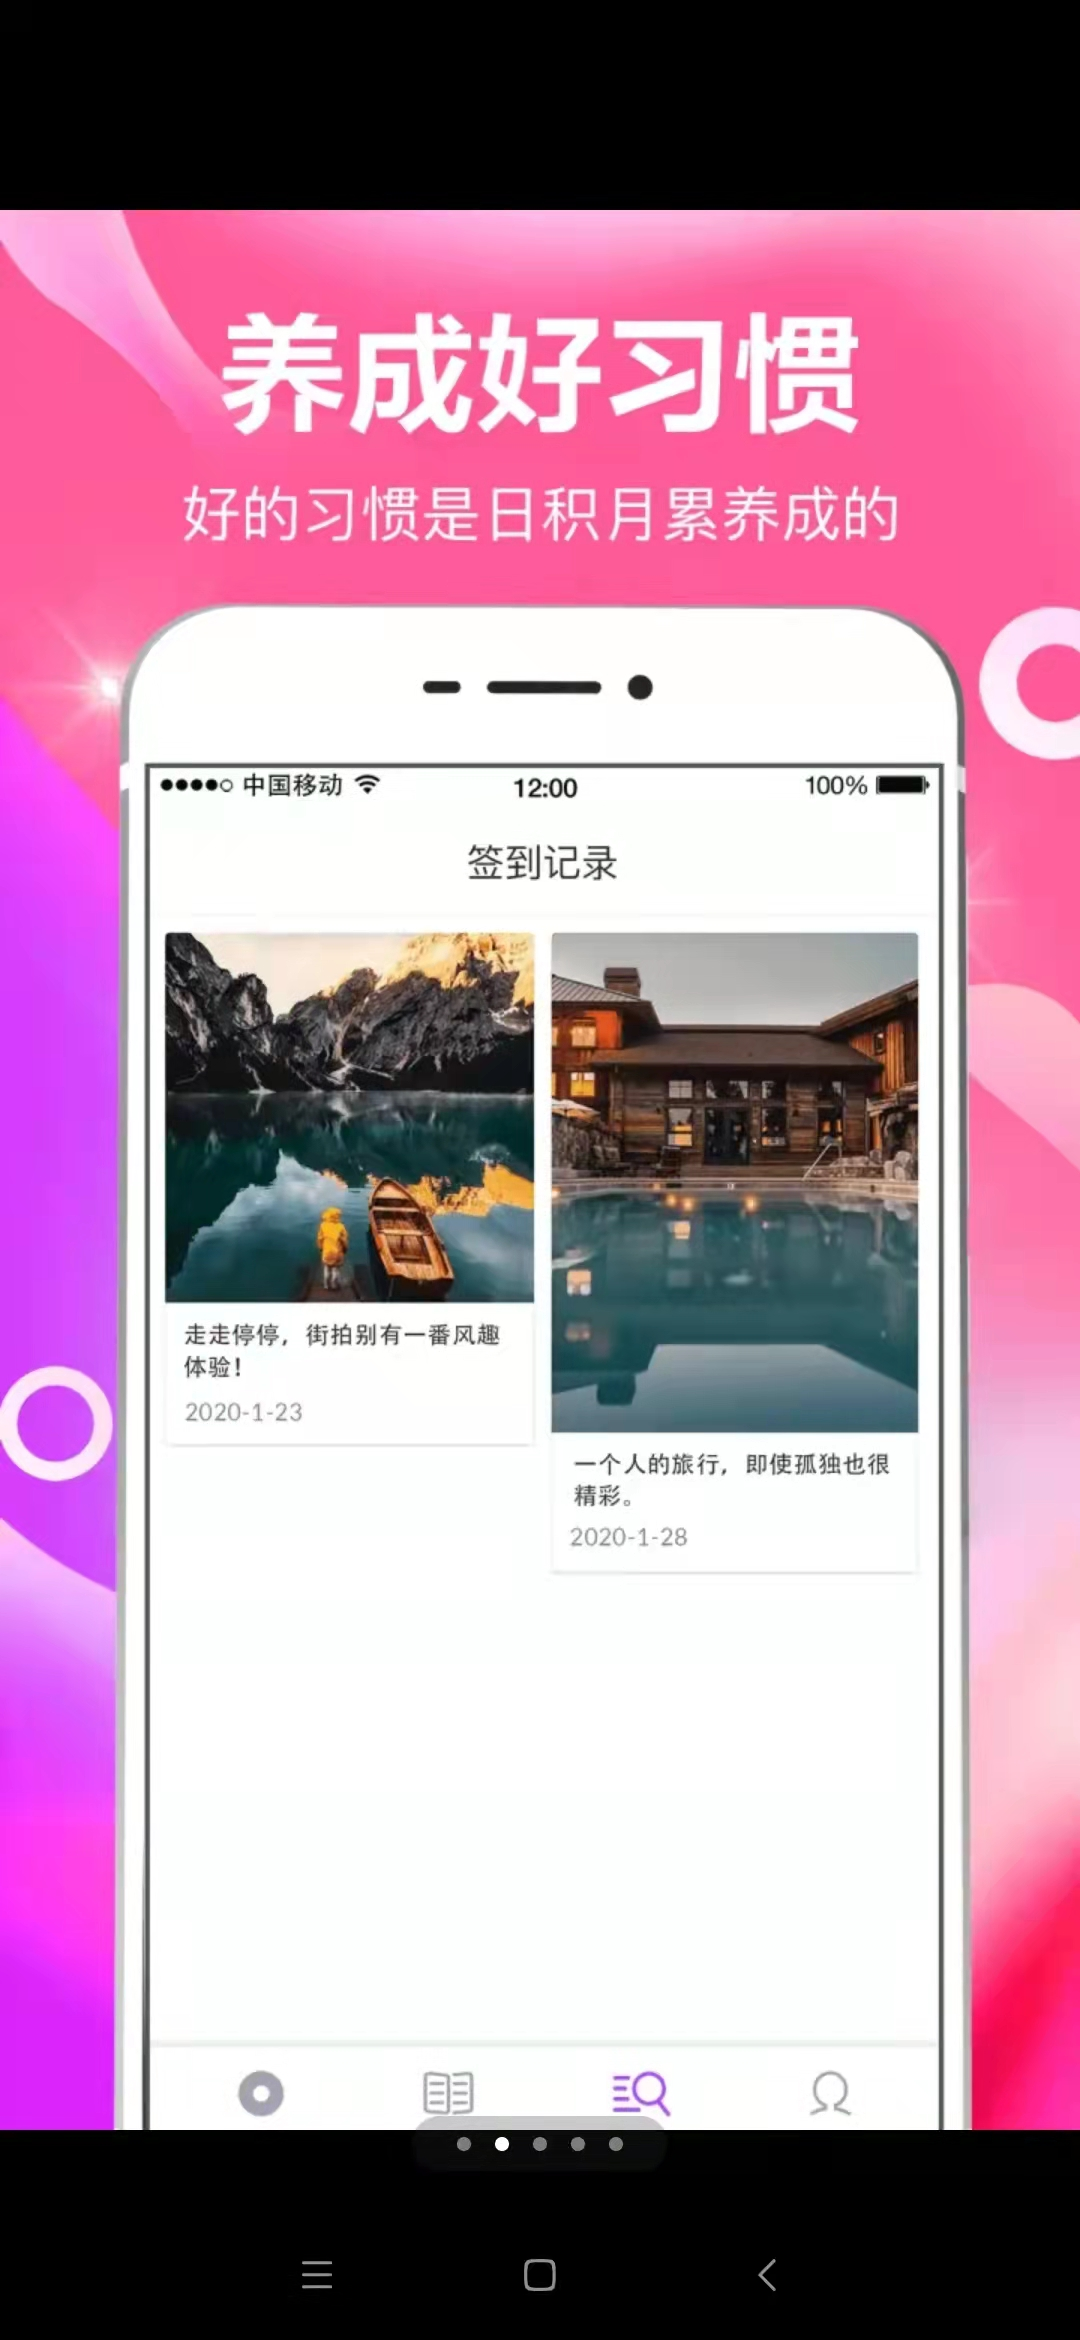 养成好习惯
好的习惯是日积月累养成的
中国移动 12:00 100%
签到记录
走走停停，街拍别有一番风趣
体验！
2020-1-23
一个人的旅行，即使孤独也很
精彩。
2020-1-28